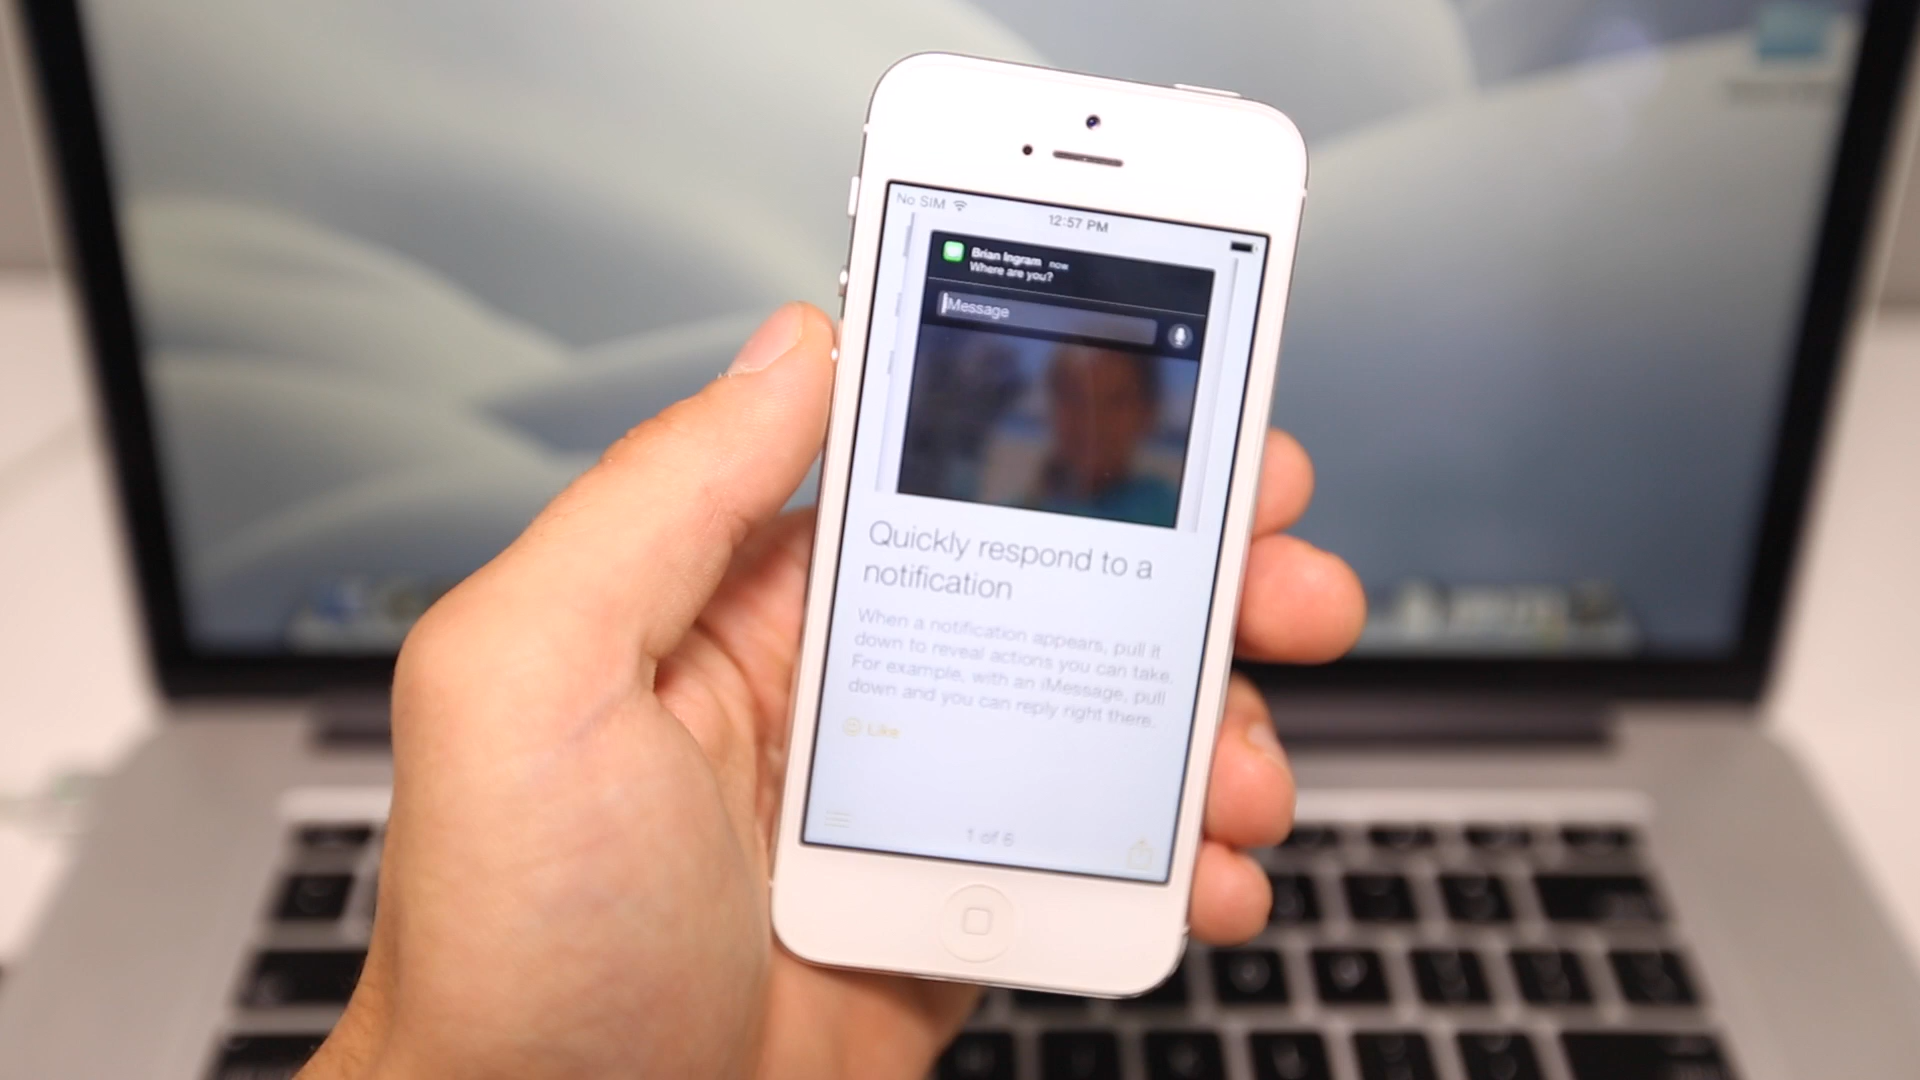 No SIM
12:57 PM
Brian Ingram now
Where are you?
iMessage
Quickly respond to a
notification
When a notification appears, pull it
down to reveal actions you can take.
For example, with an iMessage, pull
down and you can reply right there.
Like
1 of 6